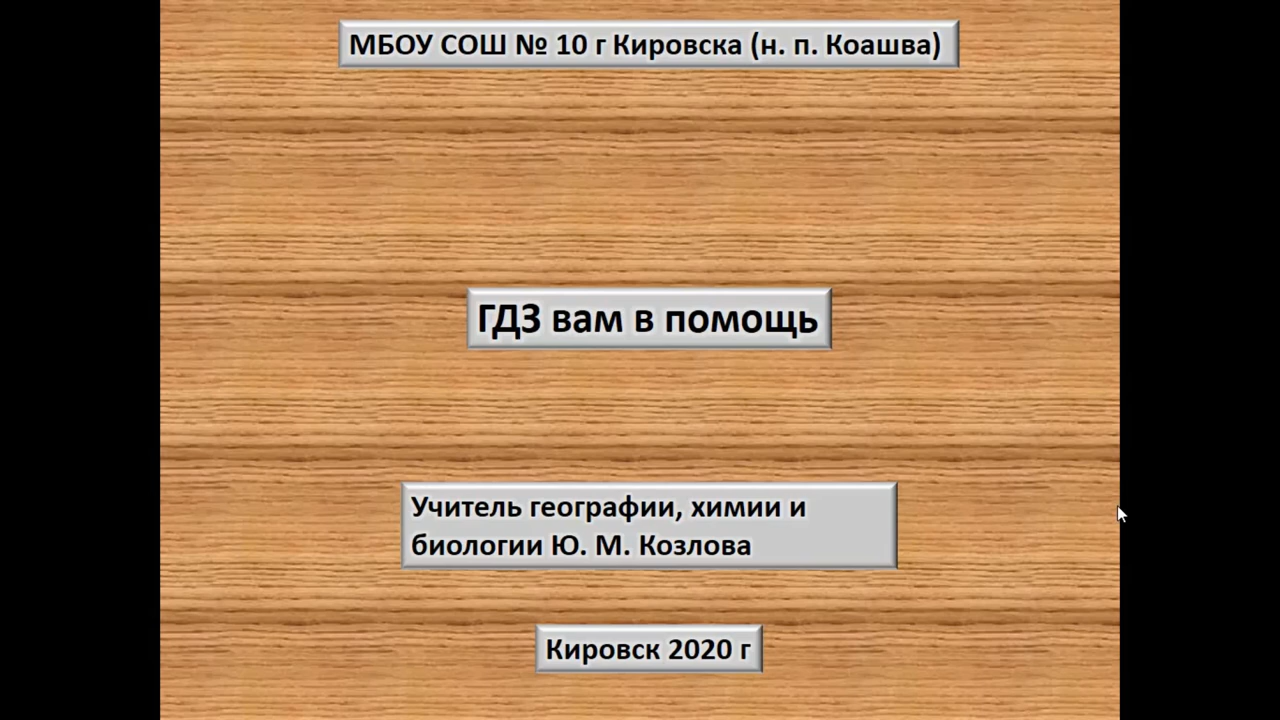 МБОУ СОШ № 10 г Кировска (н. п. Коашва)
ГДЗ вам в помощь
Учитель географии, химии и
биологии Ю. М. Козлова
Кировск 2020 г